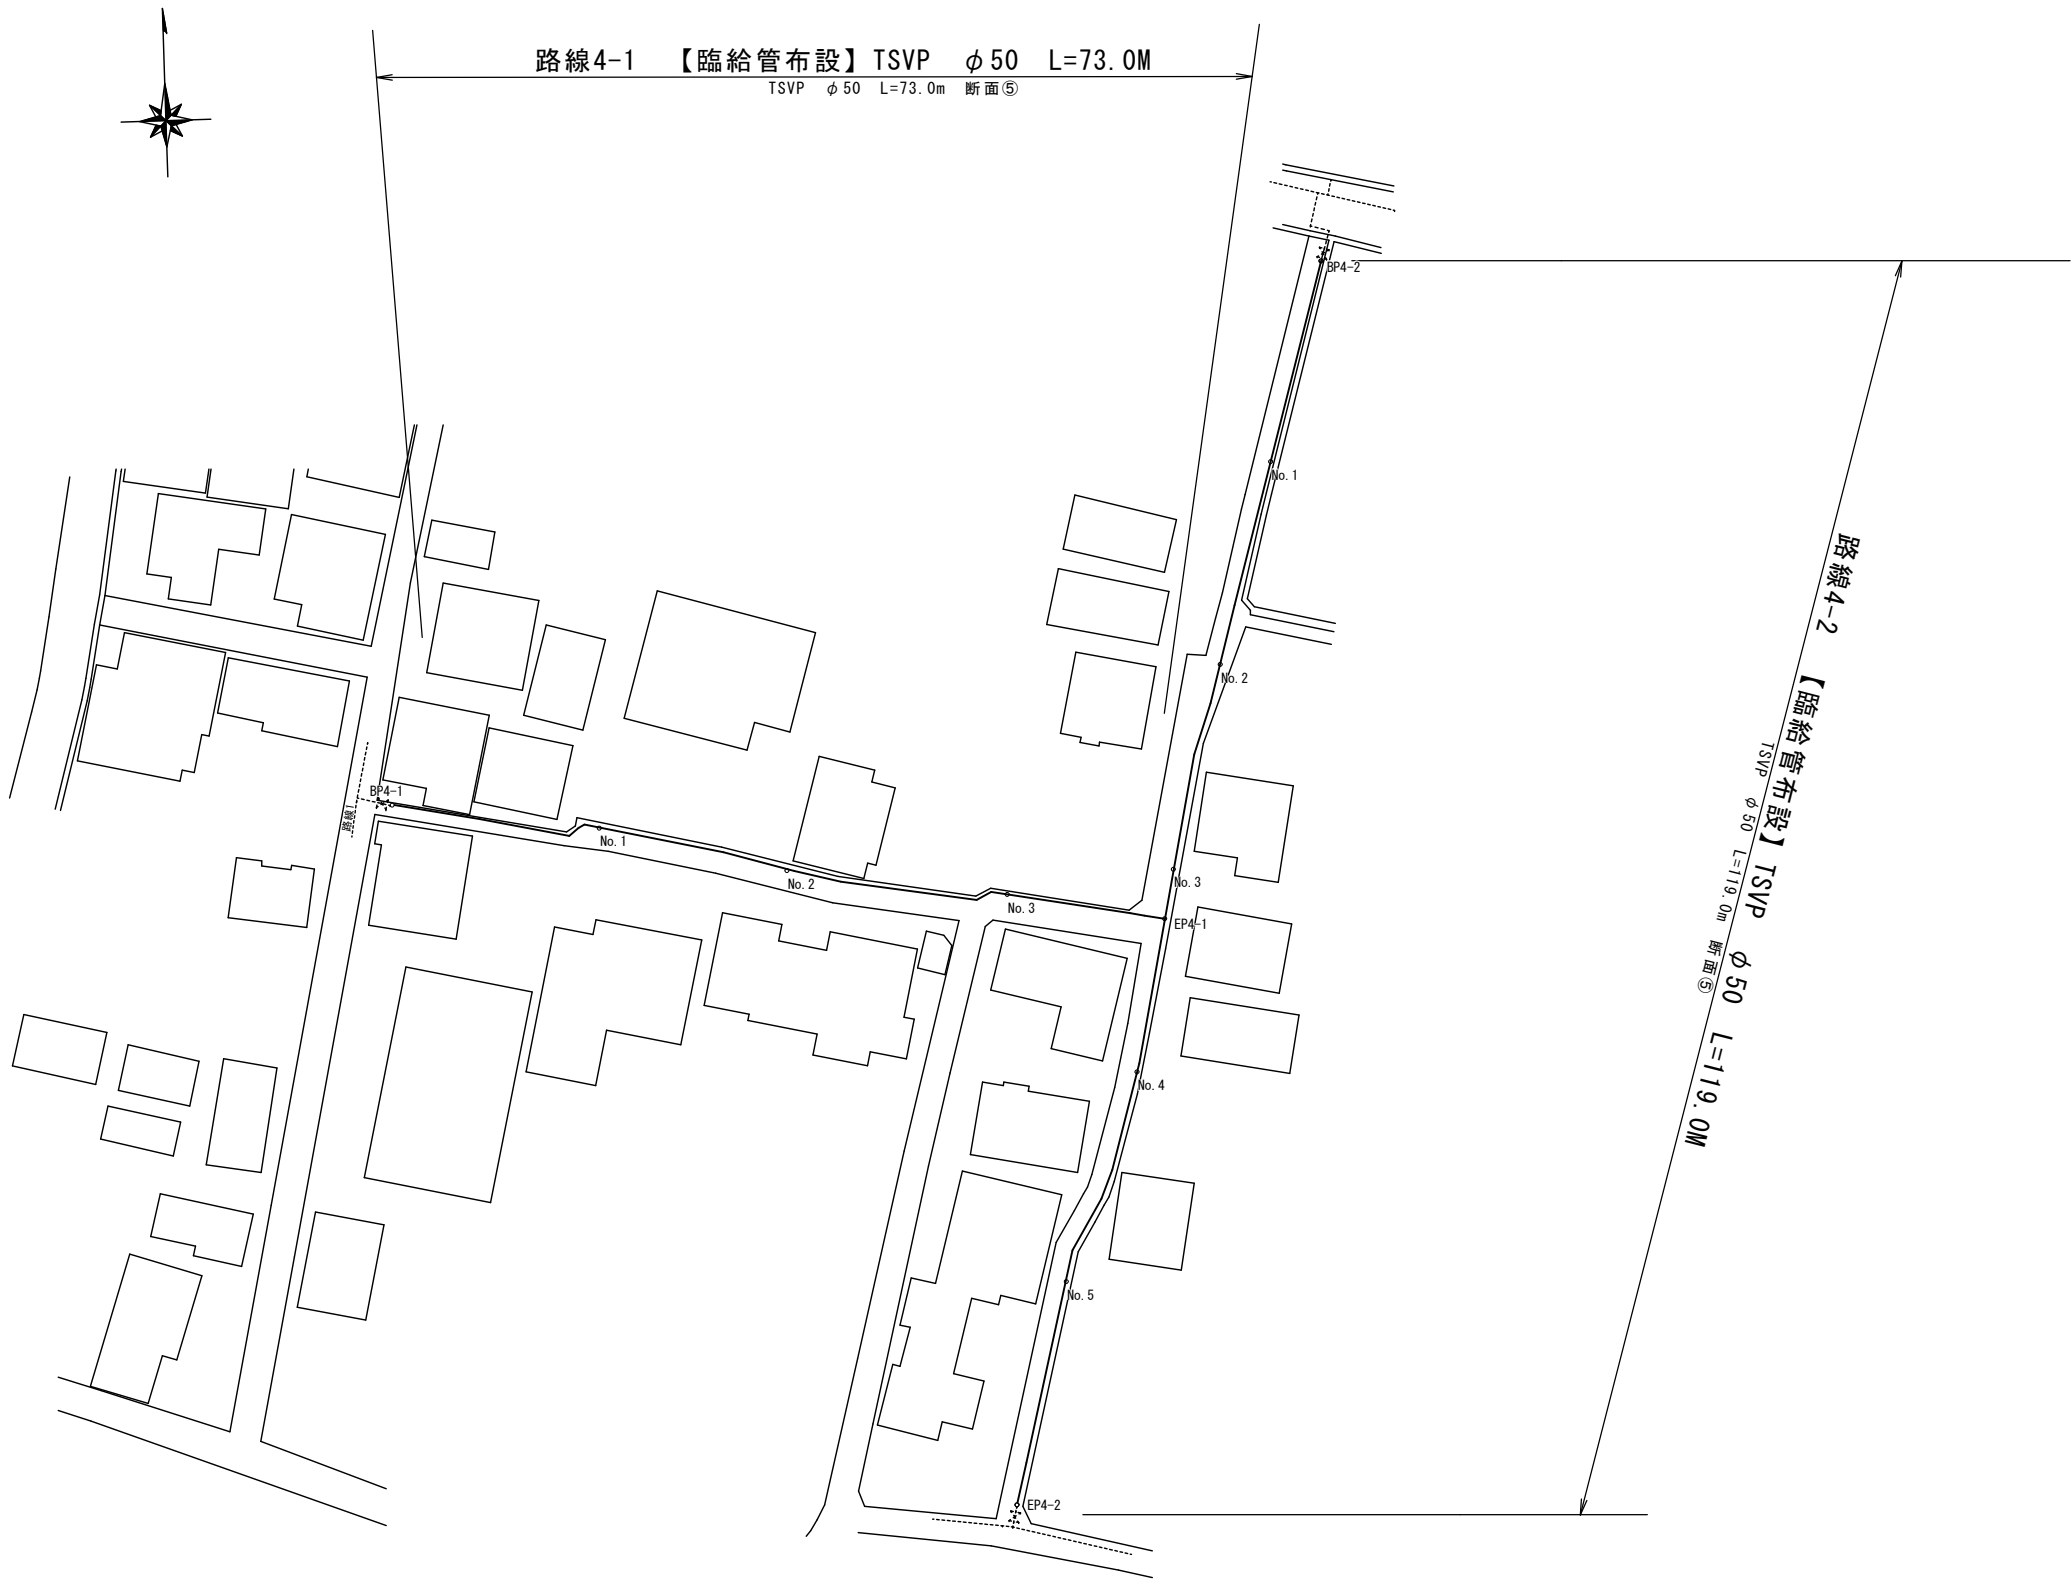 路線4-1　【臨給管布設】TSVP　φ50　L=73.0M
TSVP　φ50　L=73.0m　断面⑤
BP4-2
No.1
No.2
路線4-2　【臨給管布設】TSVP　φ50　L=119.0M
TSVP　φ50　L=119.0m　断面⑤
BP4-1
路線1
No.1
No.2
No.3
No.3
EP4-1
No.4
No.5
EP4-2